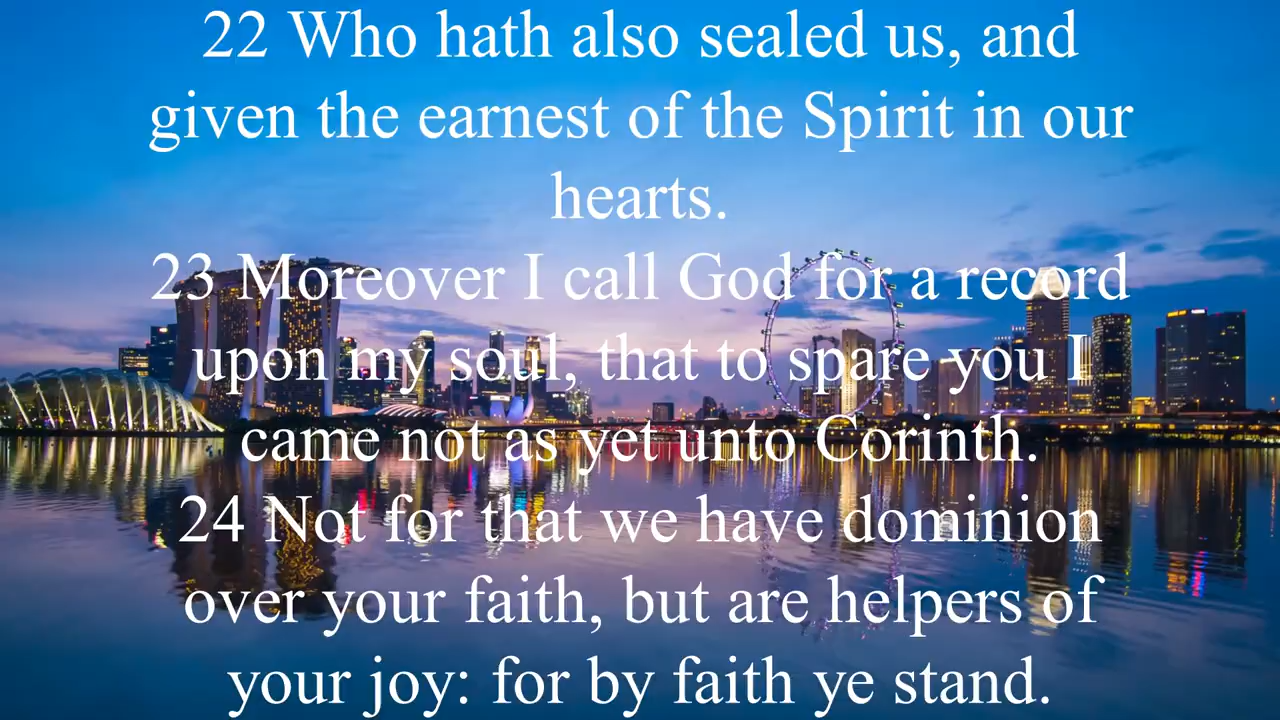 22 Who hath also sealed us, and
given the earnest of the Spirit in our
hearts.
23 Moreover I call God for a record
upon my soul, that to spare you I
came not as yet unto Corinth.
24 Not for that we have dominion
over your faith, but are helpers of
your joy: for by faith ye stand.